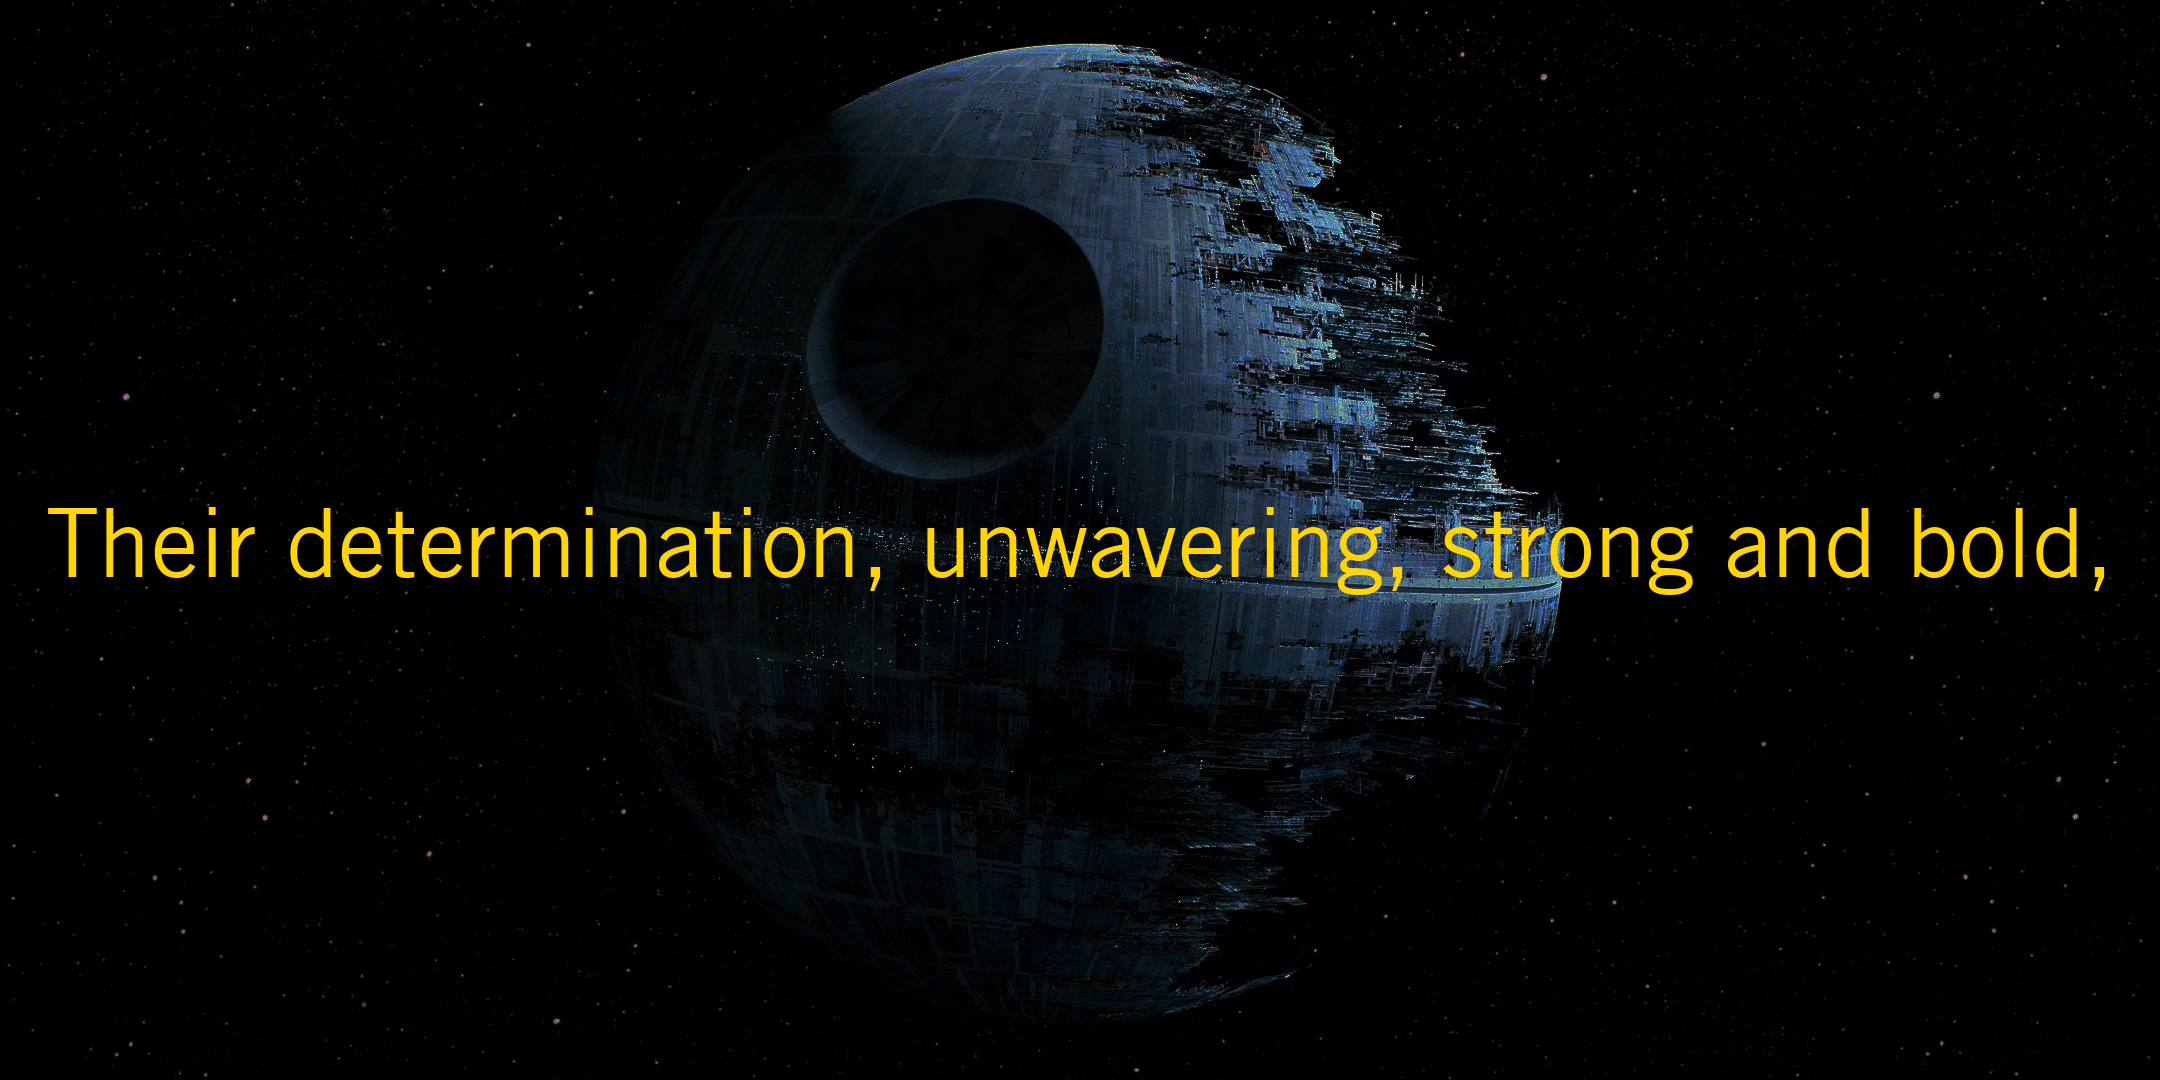 Their determination, unwavering, strong and bold,